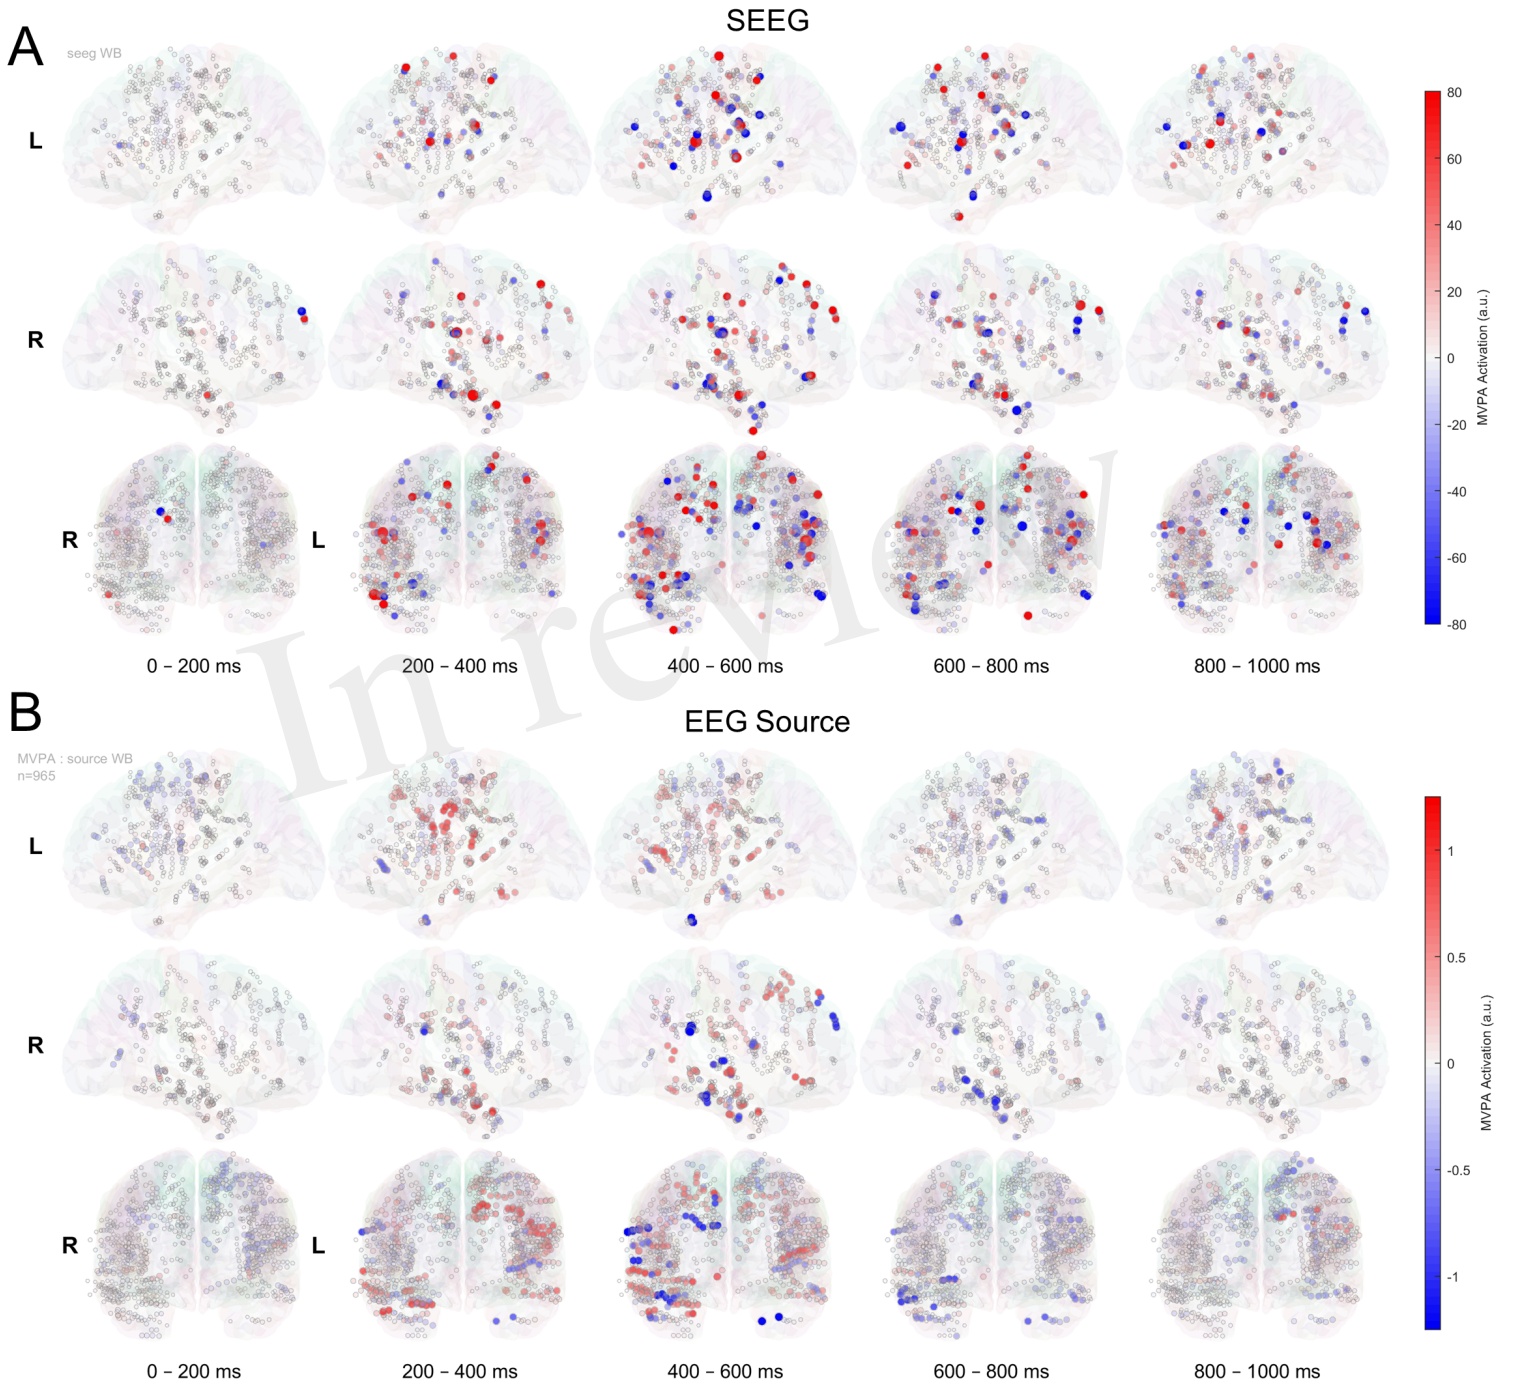 SEEG
A
seeg WB
L
R
R
L
0 – 200 ms
200 – 400 ms
400 – 600 ms
600 – 800 ms
800 – 1000 ms
80
60
40
20
0
-20
-40
-60
-80
MVPA Activation (a.u.)
In review
B
EEG Source
MVPA : source WB
n=965
L
R
R
L
0 – 200 ms
200 – 400 ms
400 – 600 ms
600 – 800 ms
800 – 1000 ms
1
0.5
0
-0.5
-1
MVPA Activation (a.u.)